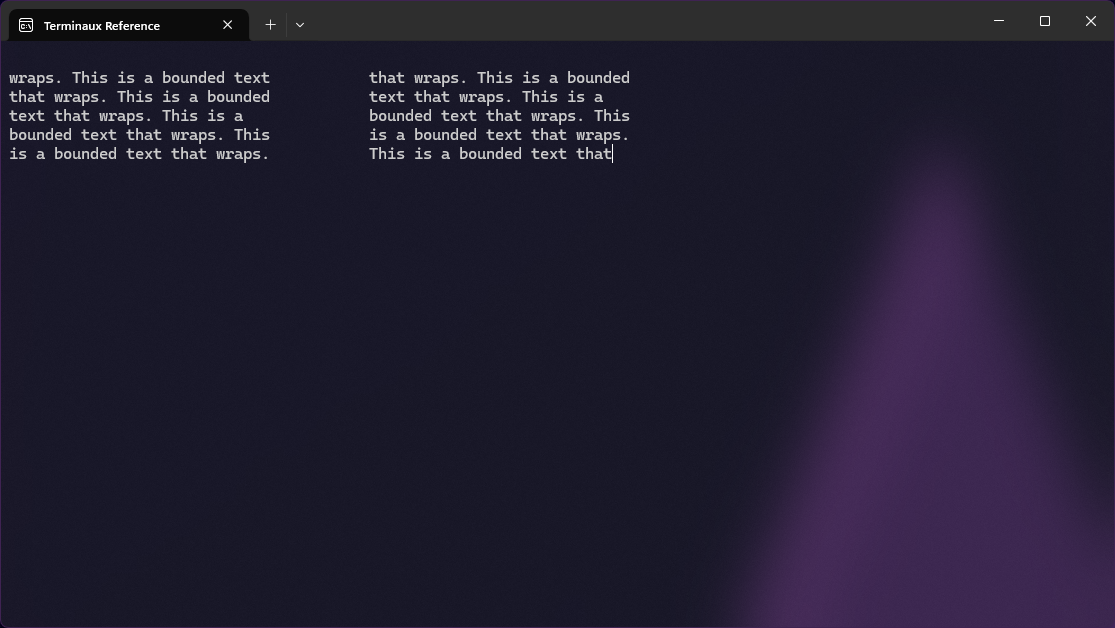 Terminaux Reference
wraps. This is a bounded text
that wraps. This is a bounded
text that wraps. This is a
bounded text that wraps. This
is a bounded text that wraps.
that wraps. This is a bounded
text that wraps. This is a
bounded text that wraps. This
is a bounded text that wraps.
This is a bounded text that